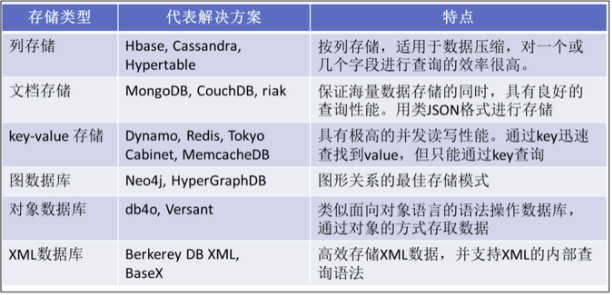 存储类型 代表解决方案 特点
列存储 Hbase, Cassandra, 按列存储，适用于数据压缩，对一个或
Hypertable 几个字段进行查询的效率很高。
文档存储 MongoDB, CouchDB, riak 保证海量数据存储的同时，具有良好的
查询性能。用类JSON格式进行存储
key-value 存储 Dynamo, Redis, Tokyo 具有极高的并发读写性能。通过key迅速
Cabinet, MemcacheDB 查找到value，但只能通过key查询
图数据库 Neo4j, HyperGraphDB 图形关系的最佳存储模式
对象数据库 db4o, Versant 类似面向对象语言的语法操作数据库，
通过对象的方式存取数据
XML数据库 Berkerey DB XML, 高效存储XML数据，并支持XML的内部查
BaseX 询语法